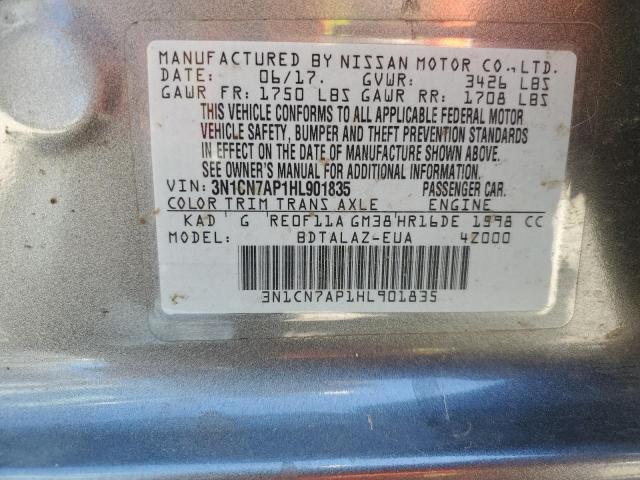 MANUFACTURED BY NISSAN MOTOR CO.,LTD.
DATE: 06/17. GVWR: 3426 LBS
GAWR FR: 1750 LBS GAWR RR: 1708 LBS
THIS VEHICLE CONFORMS TO ALL APPLICABLE FEDERAL MOTOR
VEHICLE SAFETY, BUMPER AND THEFT PREVENTION STANDARDS
IN EFFECT ON THE DATE OF MANUFACTURE SHOWN ABOVE.
SEE OWNER'S MANUAL FOR ADDITIONAL INFORMATION.
VIN: 3N1CN7AP1HL901835 PASSENGER CAR.
COLOR TRIM TRANS AXLE ENGINE
KAD G RE0F11A GM38 HR16DE 1598 CC
MODEL: BDTALAZ-EUA 4Z000
3N1CN7AP1HL901835